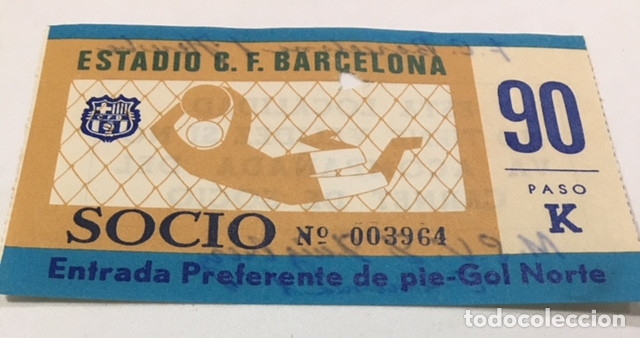 ESTADIO C. F. BARCELONA
C F B
90
PASO
K
SOCIO Nº 003964
Entrada Preferente de pie-Gol Norte
todocoleccion